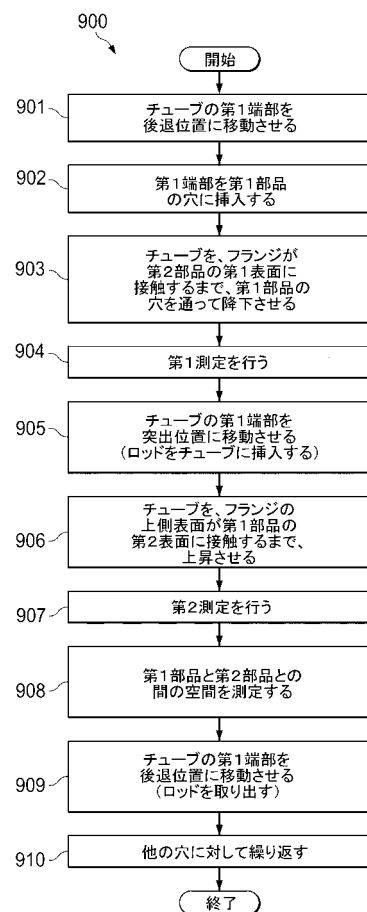 900
開始
901
チューブの第1端部を
後退位置に移動させる
902
第1端部を第1部品
の穴に挿入する
903
チューブを、フランジが
第2部品の第1表面に
接触するまで、第1部品の
穴を通って降下させる
904
第1測定を行う
905
チューブの第1端部を
突出位置に移動させる
(ロッドをチューブに挿入する)
906
チューブを、フランジの
上側表面が第1部品の
第2表面に接触するまで、
上昇させる
907
第2測定を行う
908
第1部品と第2部品との
間の空間を測定する
909
チューブの第1端部を
後退位置に移動させる
(ロッドを取り出す)
910
他の穴に対して繰り返す
終了